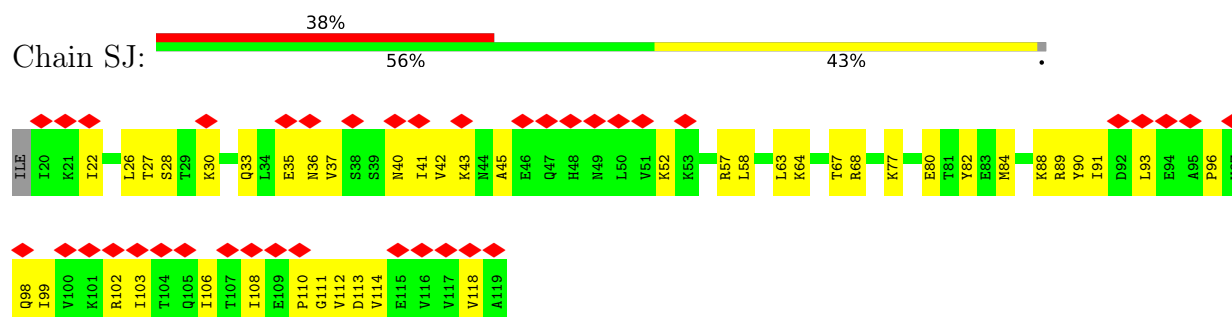 38%
Chain SJ:
56% 43% •
ILE I20 K21 I22 L26 T27 S28 T29 K30 Q33 L34 E35 N36 V37 S38 S39 N40 I41 V42 K43 N44 A45 E46 Q47 H48 N49 L50 V51 K52 K53 R57 L58 L63 K64 T67 R68 K77 E80 T81 Y82 E83 M84 K88 R89 Y90 I91 D92 L93 E94 A95 P96
Q98 I99 V100 K101 R102 I103 T104 Q105 I106 T107 I108 E109 P110 G111 V112 D113 V114 E115 V116 V117 V118 A119